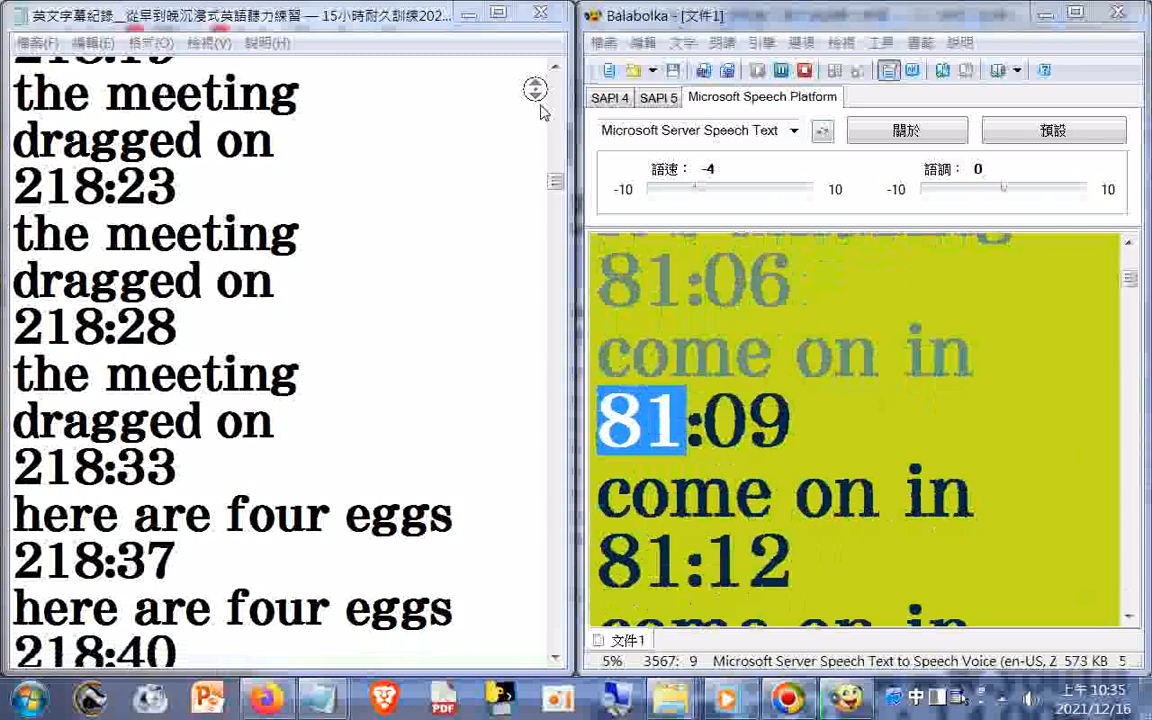 英文字幕紀錄__從早到晚沉浸式英語聽力練習 — 15小時耐久訓練202...
檔案(F) 編輯(E) 格式(O) 檢視(V) 說明(H)
218:19
the meeting
dragged on
218:23
the meeting
dragged on
218:28
the meeting
dragged on
218:33
here are four eggs
218:37
here are four eggs
218:40
Balabolka - [文件1]
檔案 編輯 文字 朗讀 引擎 選項 檢視 工具 書籤 說明
SAPI 4 SAPI 5 Microsoft Speech Platform
Microsoft Server Speech Text 關於 預設
語速： -4 語調： 0
-10 10 -10 10
81:06
come on in
81:09
come on in
81:12
come on in
文件1
5% 3567: 9 Microsoft Server Speech Text to Speech Voice (en-US, Z 573 KB 5
PDF 中 上午 10:35
2021/12/16